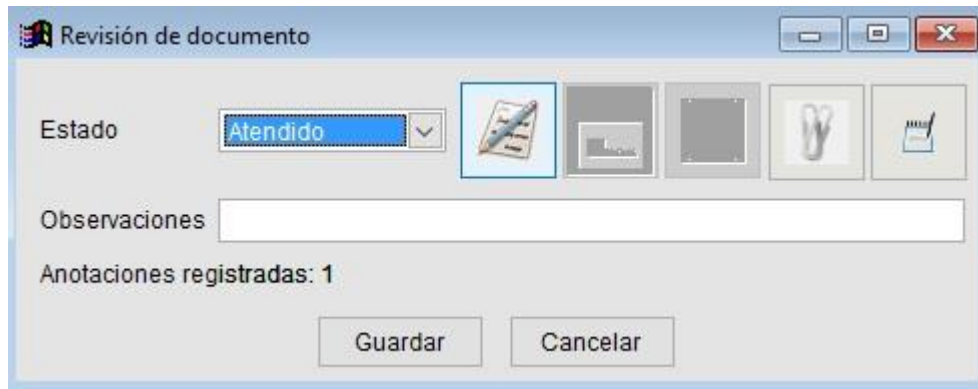 Revisión de documento
Estado Atendido
Observaciones
Anotaciones registradas: 1
Guardar Cancelar